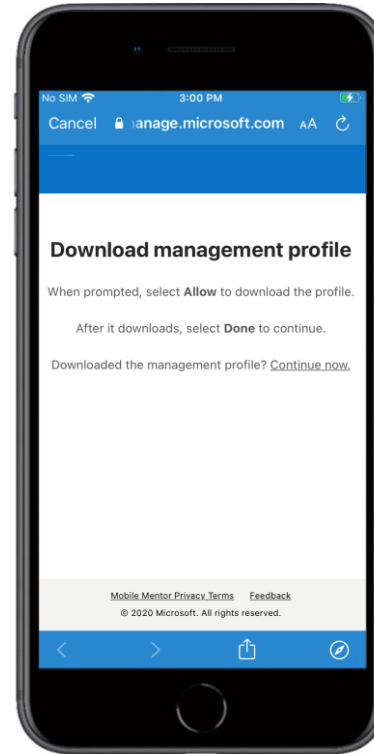 No SIM 3:00 PM
Cancel anage.microsoft.com AA
Download management profile
When prompted, select Allow to download the profile.
After it downloads, select Done to continue.
Downloaded the management profile? Continue now.
Mobile Mentor Privacy Terms Feedback
© 2020 Microsoft. All rights reserved.